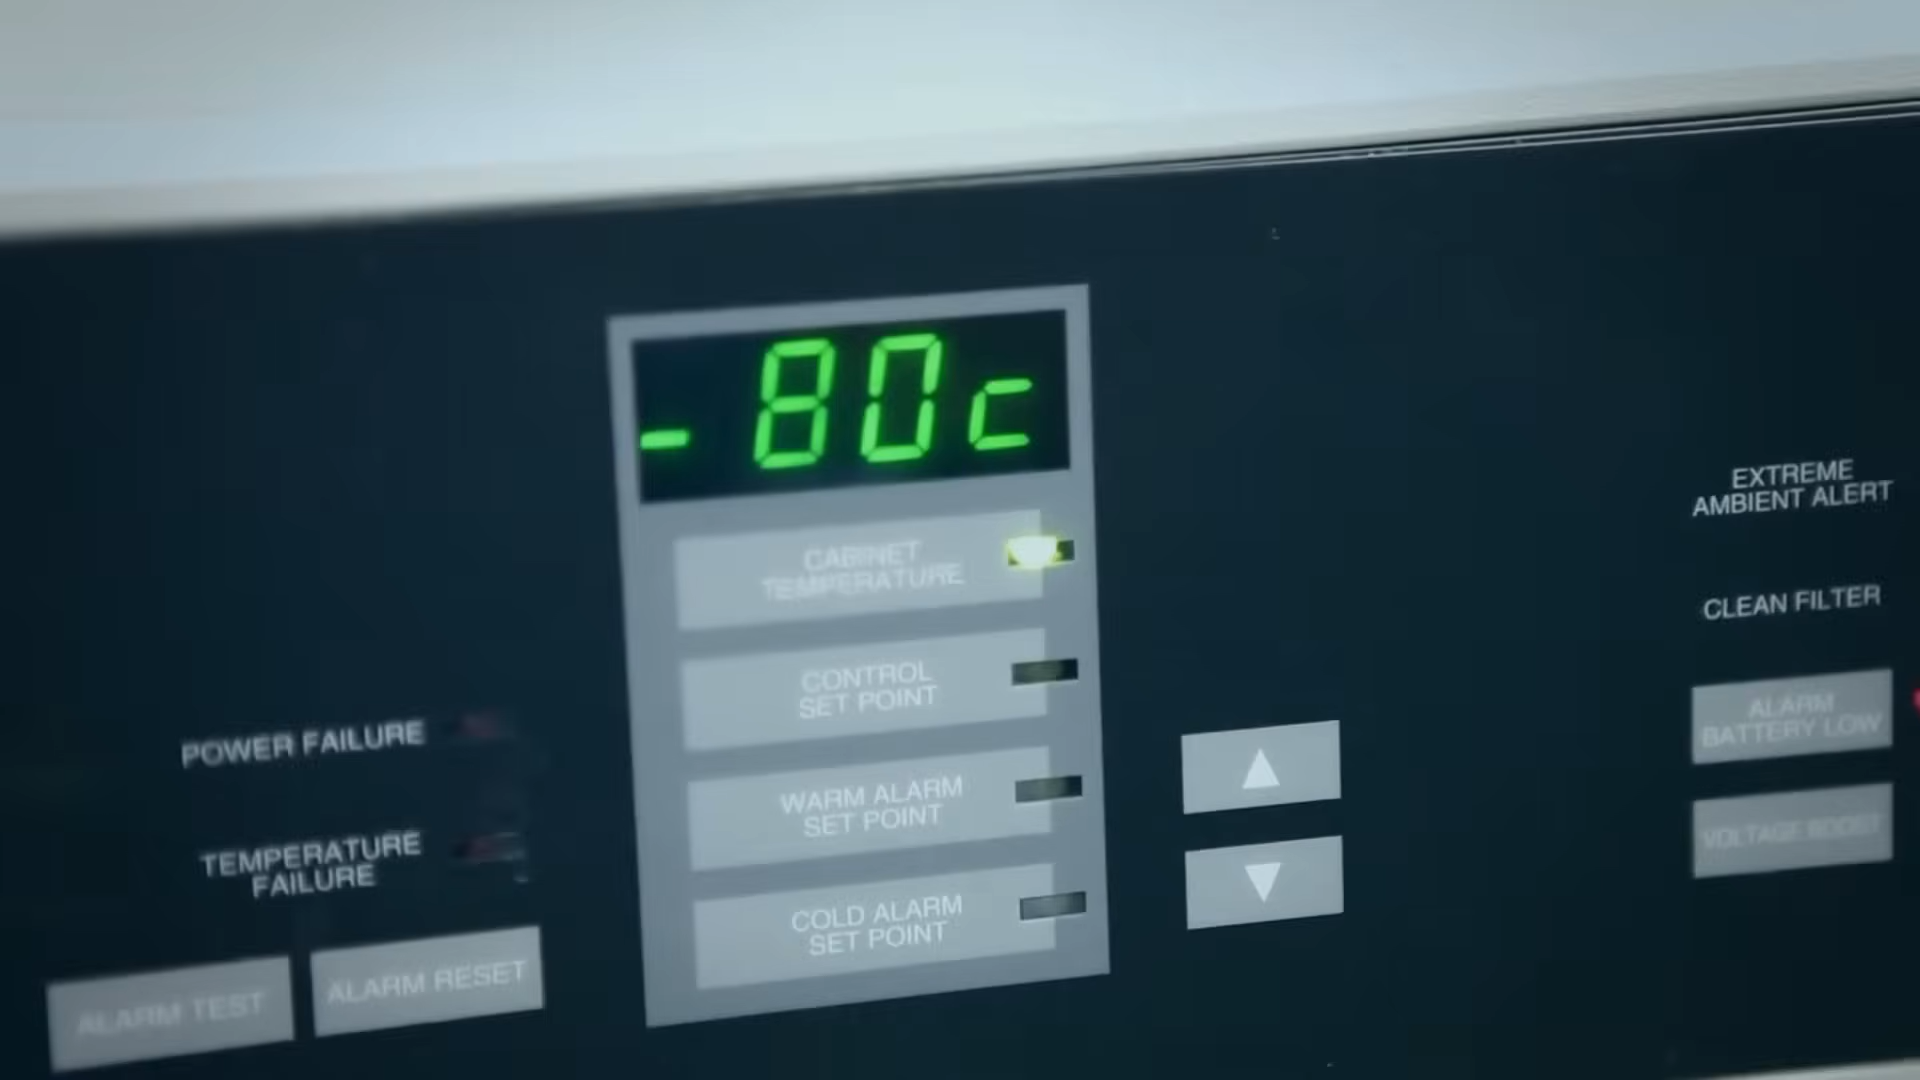 -80c
CABINET
TEMPERATURE
CONTROL
SET POINT
WARM ALARM
SET POINT
COLD ALARM
SET POINT
POWER FAILURE
TEMPERATURE
FAILURE
ALARM TEST
ALARM RESET
EXTREME
AMBIENT ALERT
CLEAN FILTER
ALARM
BATTERY LOW
VOLTAGE BOOST